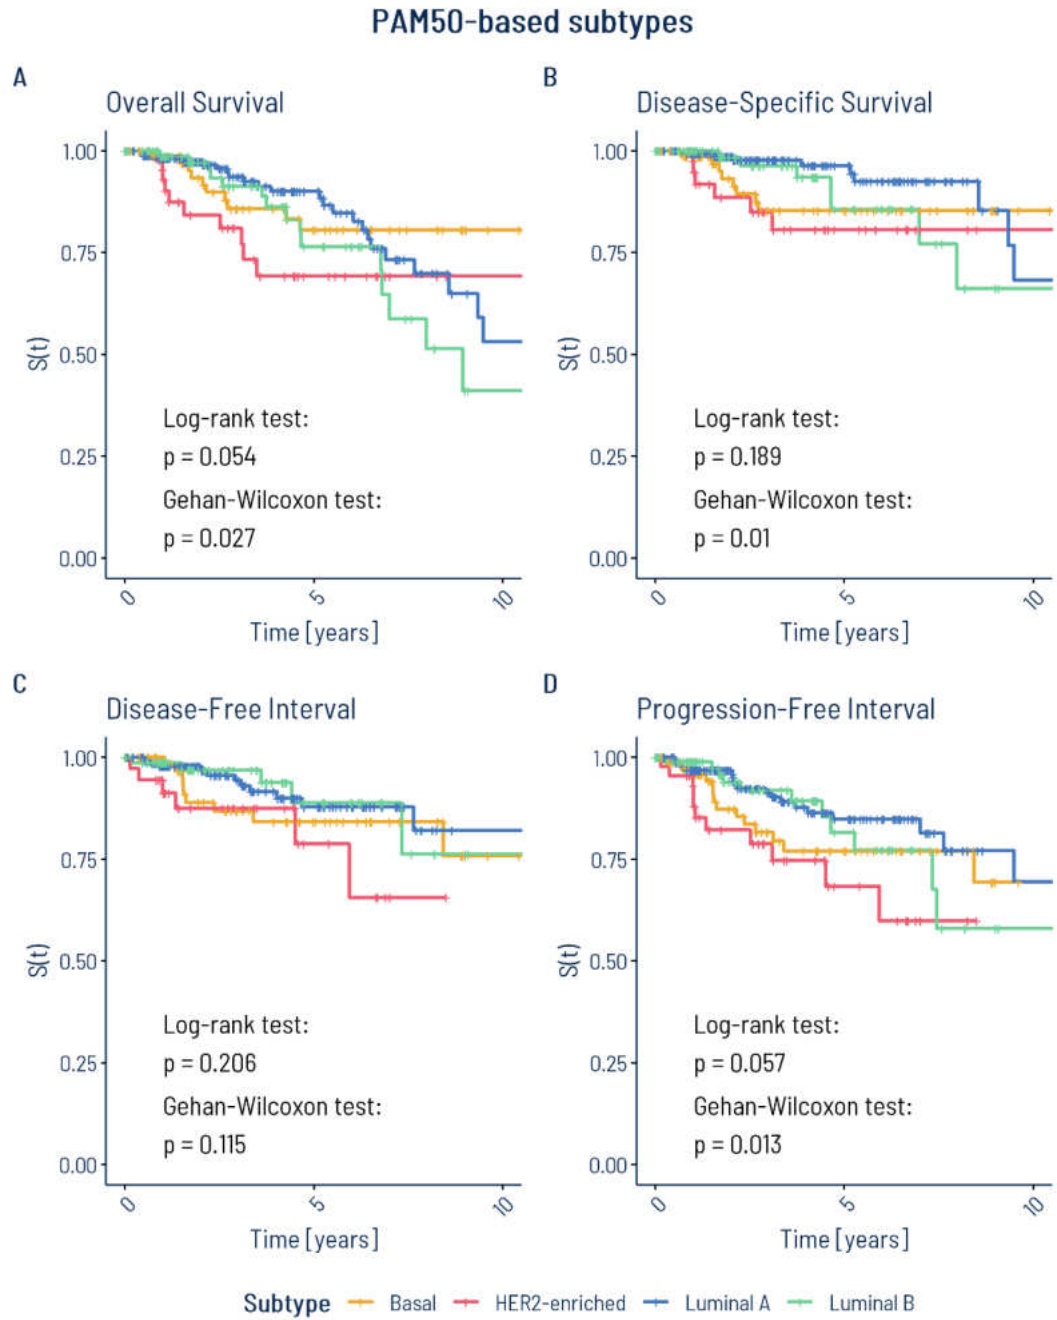 PAM50-based subtypes
A
Overall Survival
S(t)
1.00
0.75
0.50
0.25
0.00
Log-rank test:
p = 0.054
Gehan-Wilcoxon test:
p = 0.027
0 5 10
Time [years]
B
Disease-Specific Survival
S(t)
1.00
0.75
0.50
0.25
0.00
Log-rank test:
p = 0.189
Gehan-Wilcoxon test:
p = 0.01
0 5 10
Time [years]
C
Disease-Free Interval
S(t)
1.00
0.75
0.50
0.25
0.00
Log-rank test:
p = 0.206
Gehan-Wilcoxon test:
p = 0.115
0 5 10
Time [years]
D
Progression-Free Interval
S(t)
1.00
0.75
0.50
0.25
0.00
Log-rank test:
p = 0.057
Gehan-Wilcoxon test:
p = 0.013
0 5 10
Time [years]
Subtype Basal HER2-enriched Luminal A Luminal B